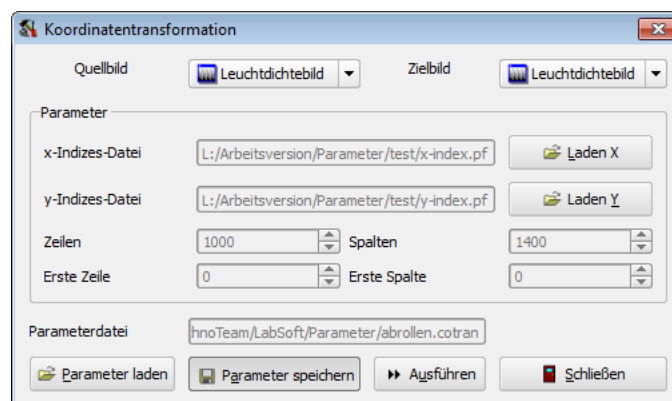 Koordinatentransformation
Quellbild Leuchtdichtebild Zielbild Leuchtdichtebild
Parameter
x-Indizes-Datei L:/Arbeitsversion/Parameter/test/x-index.pf Laden X
y-Indizes-Datei L:/Arbeitsversion/Parameter/test/y-index.pf Laden Y
Zeilen 1000 Spalten 1400
Erste Zeile 0 Erste Spalte 0
Parameterdatei hnoTeam/LabSoft/Parameter/abrollen.cotran
Parameter laden Parameter speichern Ausführen Schließen